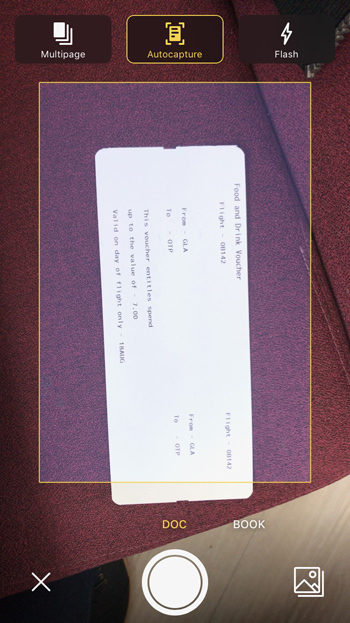 Multipage
Autocapture
Flash
Food and Drink Voucher
Flight - 0B142
From - GLA
To - OTP
This voucher entitles spend
up to the value of - 7.00
Valid on day of flight only - 18AUG
Flight - 0B142
From - GLA
To - OTP
DOC
BOOK